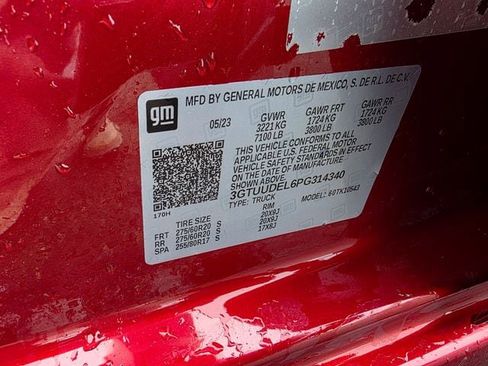 gm
MFD BY GENERAL MOTORS DE MEXICO, S. DE R.L. DE C.V.
05/23 GVWR GAWR FRT GAWR RR
3221 KG 1724 KG 1724 KG
7100 LB 3800 LB 3800 LB
THIS VEHICLE CONFORMS TO ALL
APPLICABLE U.S. FEDERAL MOTOR
VEHICLE SAFETY STANDARDS IN EFFECT
ON THE DATE OF MANUFACTURE
3GTUUDEL6PG314340
TYPE: TRUCK MODEL: 6GTK10543
170H
TIRE SIZE RIM
FRT 275/60R20 S 20X9J
RR 275/60R20 S 20X9J
SPA 255/80R17 S 17X8J